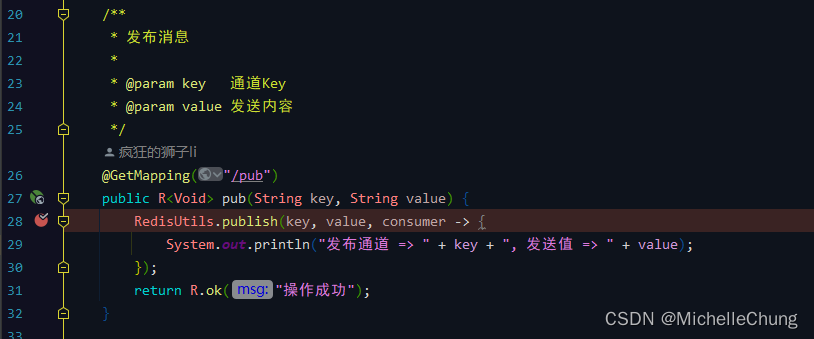 20 /**
21 * 发布消息
22 *
23 * @param key 通道Key
24 * @param value 发送内容
25 */
疯狂的狮子li
26 @GetMapping("/pub")
27 public R<Void> pub(String key, String value) {
28 RedisUtils.publish(key, value, consumer -> {
29 System.out.println("发布通道 => " + key + ", 发送值 => " + value);
30 });
31 return R.ok(msg: "操作成功");
32 }
33
CSDN @MichelleChung